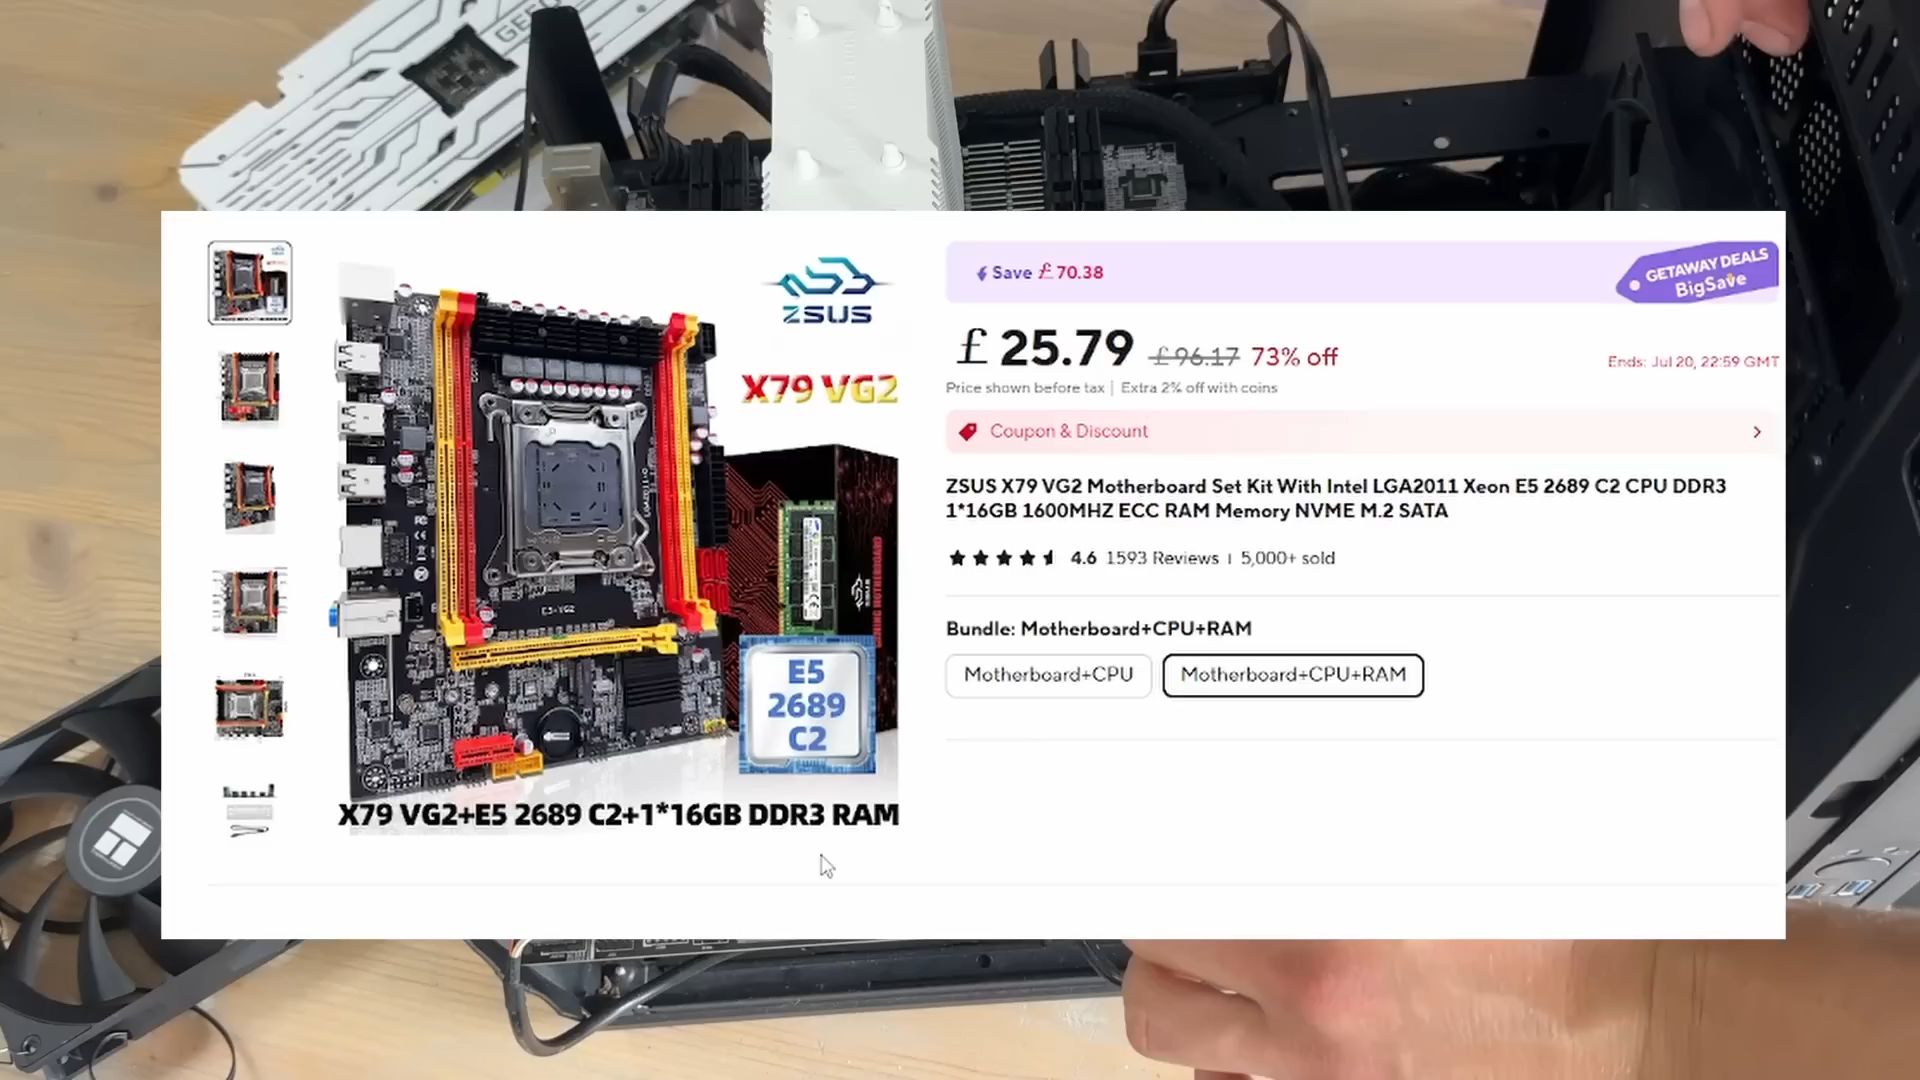 ZSUS
X79 VG2
E5
2689
C2
X79 VG2+E5 2689 C2+1*16GB DDR3 RAM
Save £70.38
GETAWAY DEALS
BigSave
£25.79 £96.17 73% off
Ends: Jul 20, 22:59 GMT
Price shown before tax | Extra 2% off with coins
Coupon & Discount
ZSUS X79 VG2 Motherboard Set Kit With Intel LGA2011 Xeon E5 2689 C2 CPU DDR3
1*16GB 1600MHZ ECC RAM Memory NVME M.2 SATA
4.6 1593 Reviews | 5,000+ sold
Bundle: Motherboard+CPU+RAM
Motherboard+CPU
Motherboard+CPU+RAM